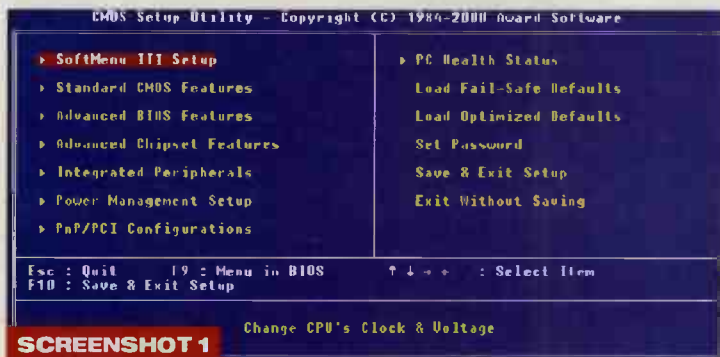 CMOS Setup Utility - Copyright (C) 1984-2000 Award Software
▸ SoftMenu III Setup
▸ Standard CMOS Features
▸ Advanced BIOS Features
▸ Advanced Chipset Features
▸ Integrated Peripherals
▸ Power Management Setup
▸ PnP/PCI Configurations
▸ PC Health Status
Load Fail-Safe Defaults
Load Optimized Defaults
Set Password
Save & Exit Setup
Exit Without Saving
Esc : Quit F9 : Menu in BIOS ↑ ↓ → ← : Select Item
F10 : Save & Exit Setup
Change CPU's Clock & Voltage
SCREENSHOT 1